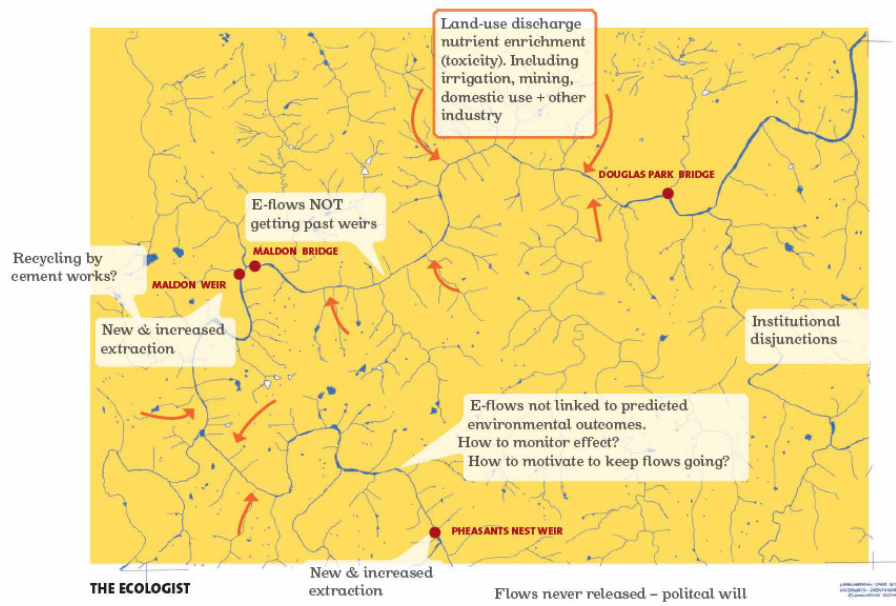 Land-use discharge
nutrient enrichment
(toxicity). Including
irrigation, mining,
domestic use + other
industry
DOUGLAS PARK BRIDGE
E-flows NOT
getting past weirs
MALDON BRIDGE
Recycling by
cement works?
MALDON WEIR
New & increased
extraction
Institutional
disjunctions
E-flows not linked to predicted
environmental outcomes.
How to monitor effect?
How to motivate to keep flows going?
PHEASANTS NEST WEIR
New & increased
extraction
THE ECOLOGIST
Flows never released – politcal will